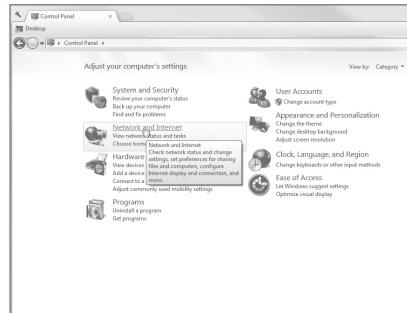 Control Panel
Desktop
Control Panel
Adjust your computer's settings
View by: Category
System and Security
Review your computer's status
Back up your computer
Find and fix problems
Network and Internet
View network status and tasks
Choose home
Network and Internet
Check network status and change
settings, set preferences for sharing
files and computers, configure
Internet display and connection, and
more.
Hardware
View devices
Add a device
Connect to a
Adjust commonly used mobility settings
Programs
Uninstall a program
Get programs
User Accounts
Change account type
Appearance and Personalization
Change the theme
Change desktop background
Adjust screen resolution
Clock, Language, and Region
Change keyboards or other input methods
Ease of Access
Let Windows suggest settings
Optimize visual display